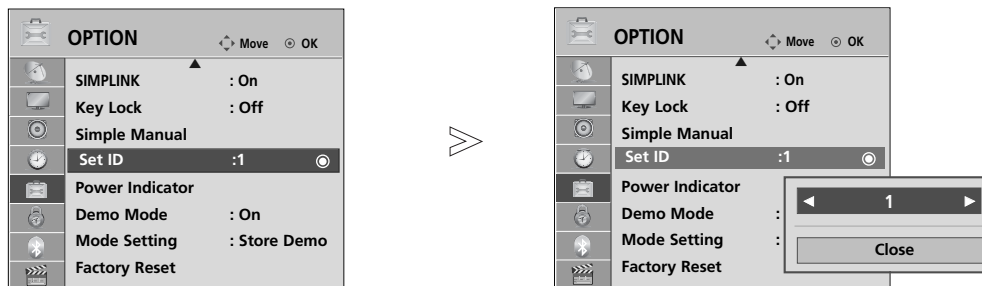 OPTION Move OK
SIMPLINK : On
Key Lock : Off
Simple Manual
Set ID :1
Power Indicator
Demo Mode : On
Mode Setting : Store Demo
Factory Reset
OPTION Move OK
SIMPLINK : On
Key Lock : Off
Simple Manual
Set ID :1
Power Indicator
Demo Mode :
Mode Setting :
Factory Reset
◄ 1 ►
Close